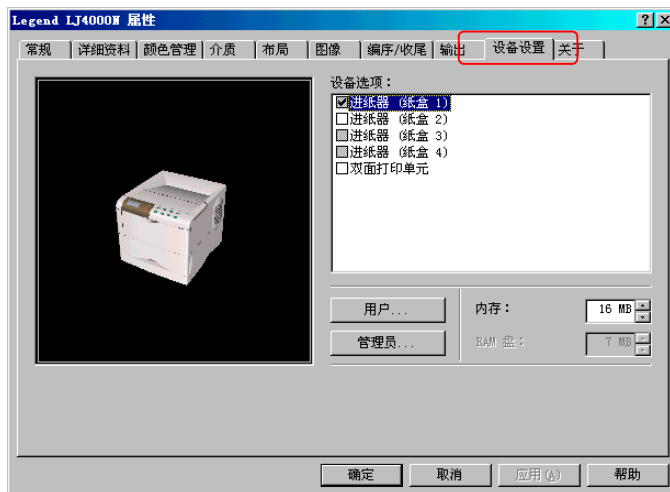 Legend LJ4000N 属性
常规 详细资料 颜色管理 介质 布局 图像 编序/收尾 输出 设备设置 关于
设备选项：
进纸器 (纸盒 1)
进纸器 (纸盒 2)
进纸器 (纸盒 3)
进纸器 (纸盒 4)
双面打印单元
用户... 内存： 16 MB
管理员... RAM 盘： 7 MB
确定 取消 应用(A) 帮助